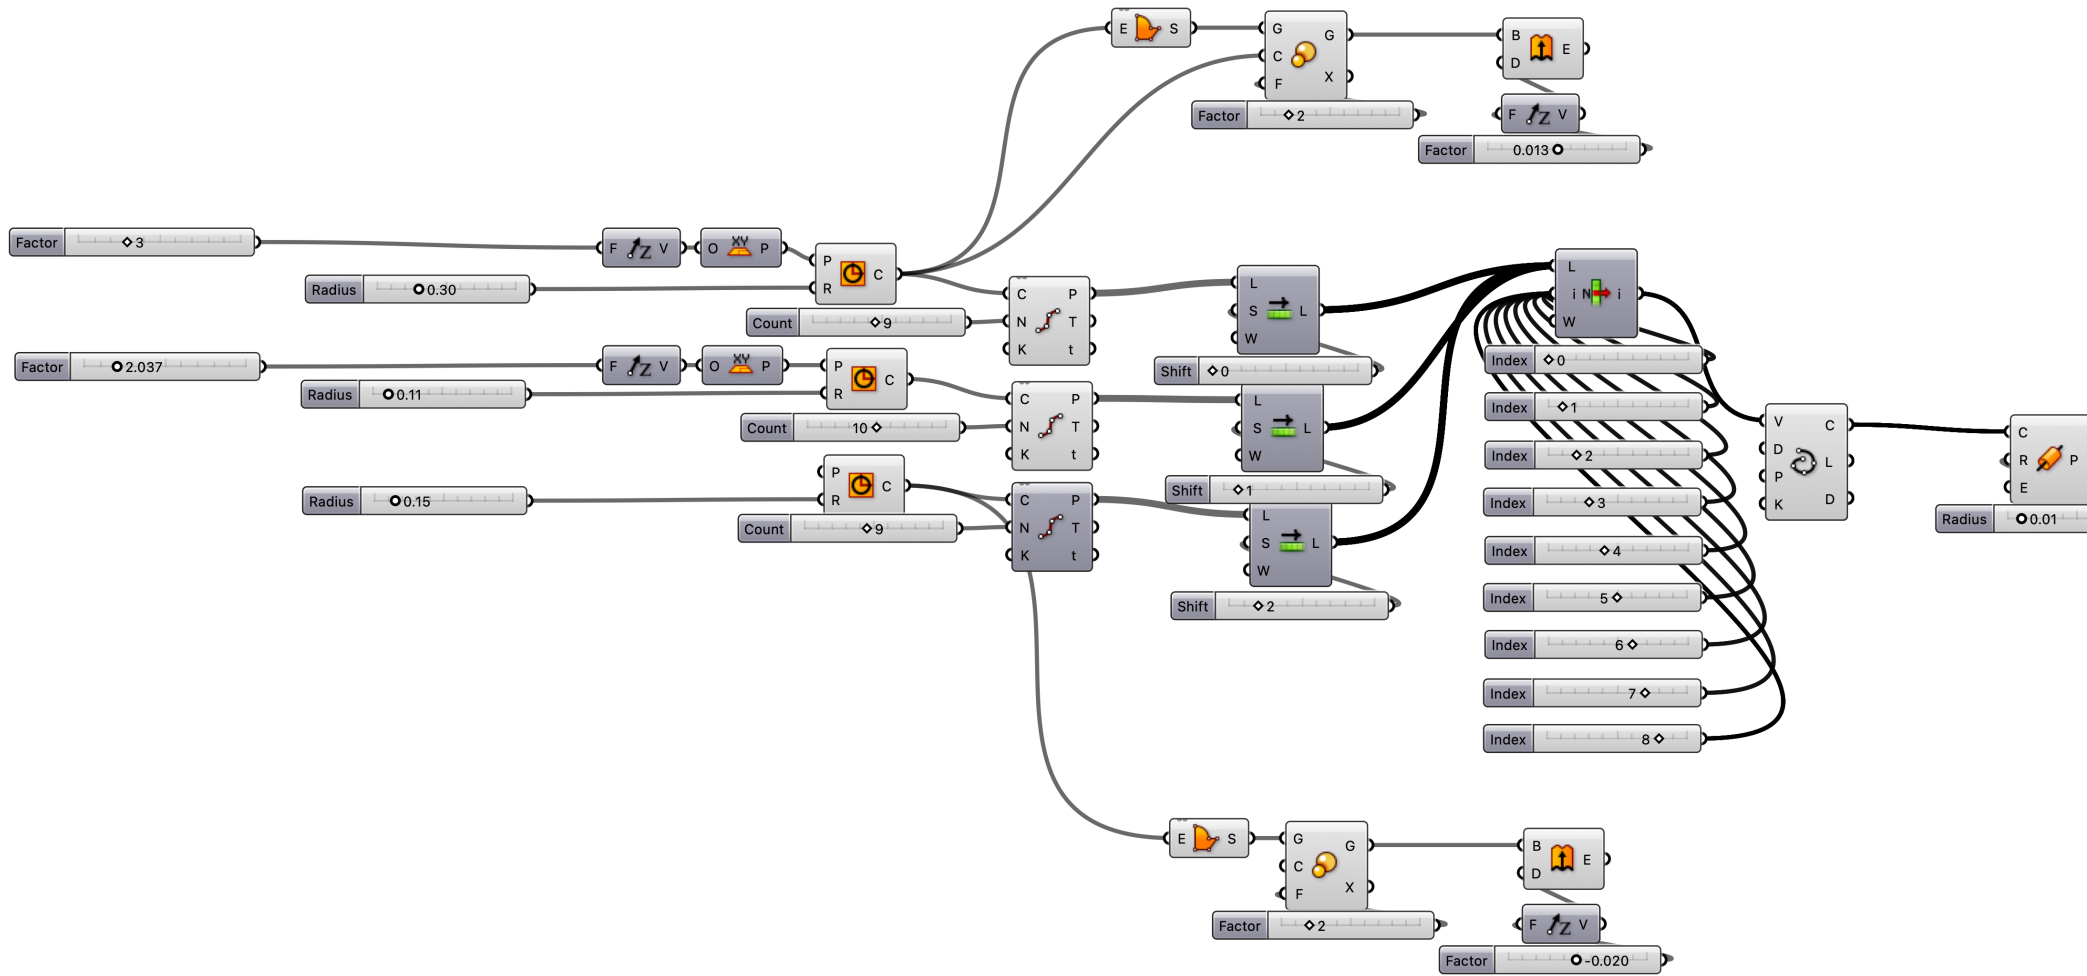 E S
G G
C
F X
B E
D
Factor 2
F Z V
Factor 0.013
Factor 3
F Z V
O XY P
P C
R
Radius 0.30
C P
N T
K t
Count 9
L
S L
W
Shift 0
L
i N i
W
Factor 2.037
F Z V
O XY P
P C
R
Radius 0.11
C P
N T
K t
Count 10
L
S L
W
Shift 1
P C
R
Radius 0.15
C P
N T
K t
Count 9
L
S L
W
Shift 2
Index 0
Index 1
Index 2
Index 3
Index 4
Index 5
Index 6
Index 7
Index 8
V C
D
P L
K D
C
R P
E
Radius 0.01
E S
G G
C
F X
B E
D
Factor 2
F Z V
Factor -0.020